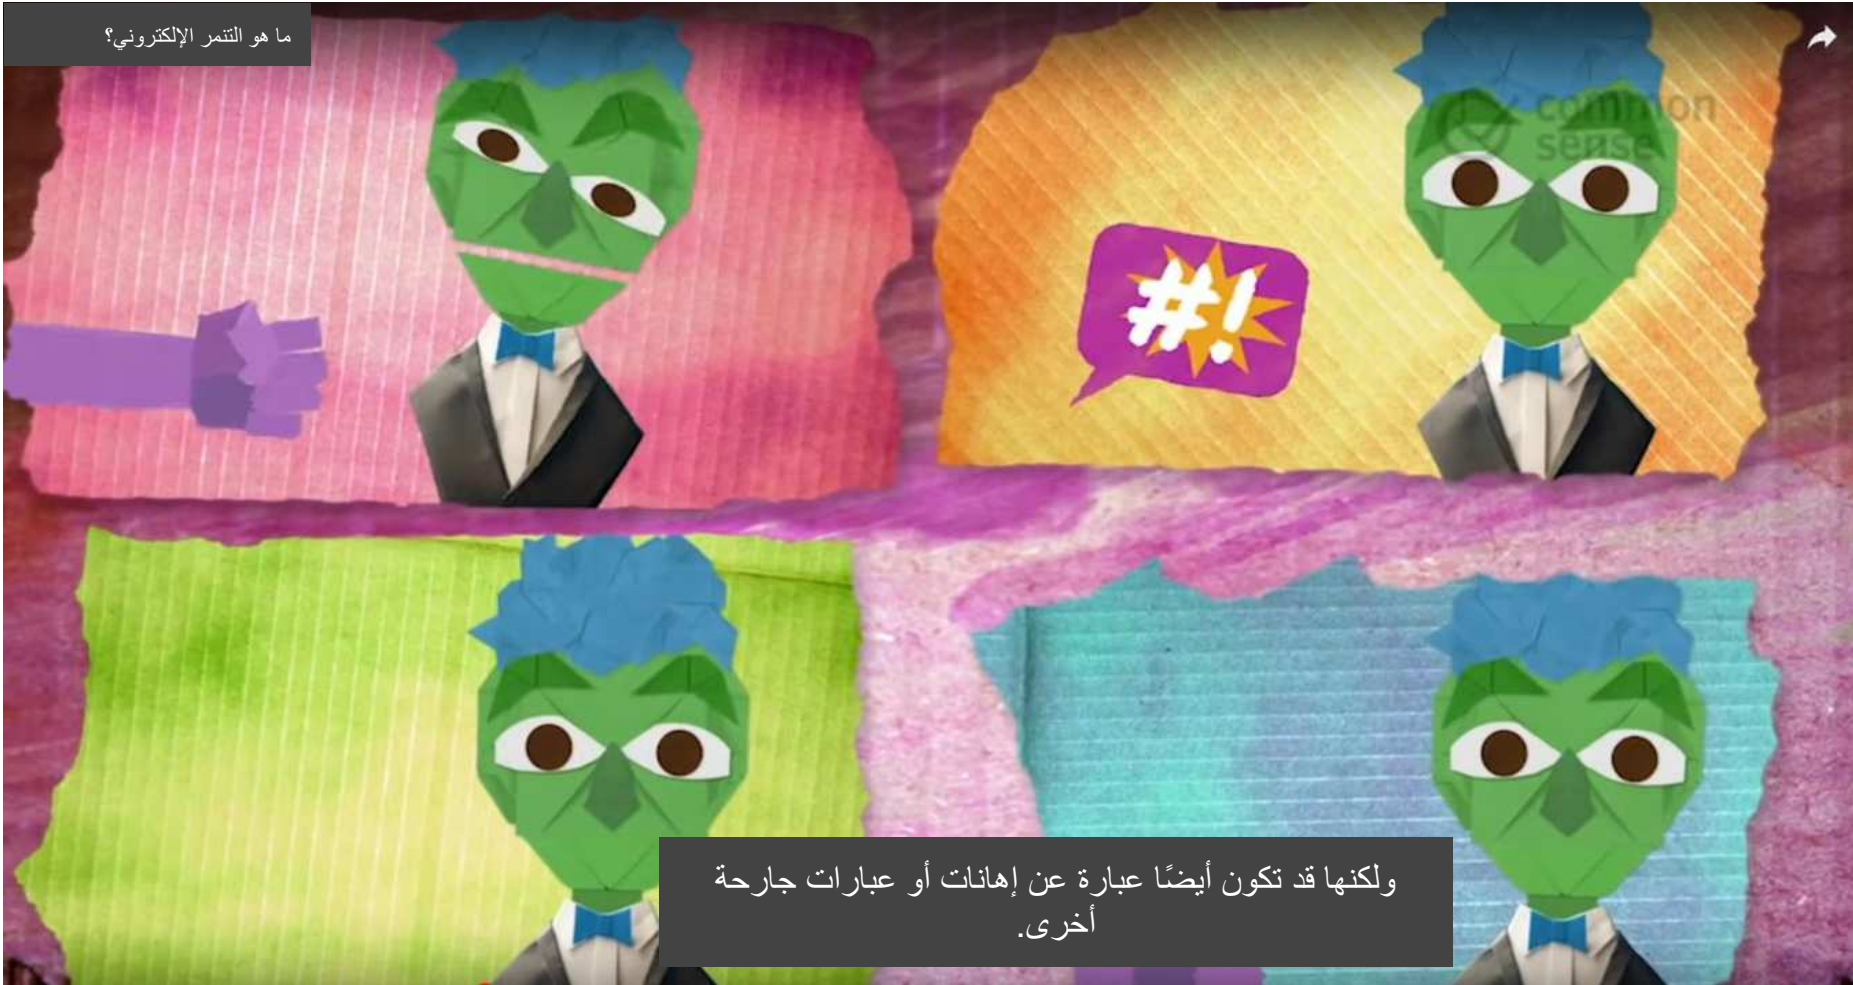 ما هو التنمر الإلكتروني؟
common
sense
#!
ولكنها قد تكون أيضًا عبارة عن إهانات أو عبارات جارحة
أخرى.